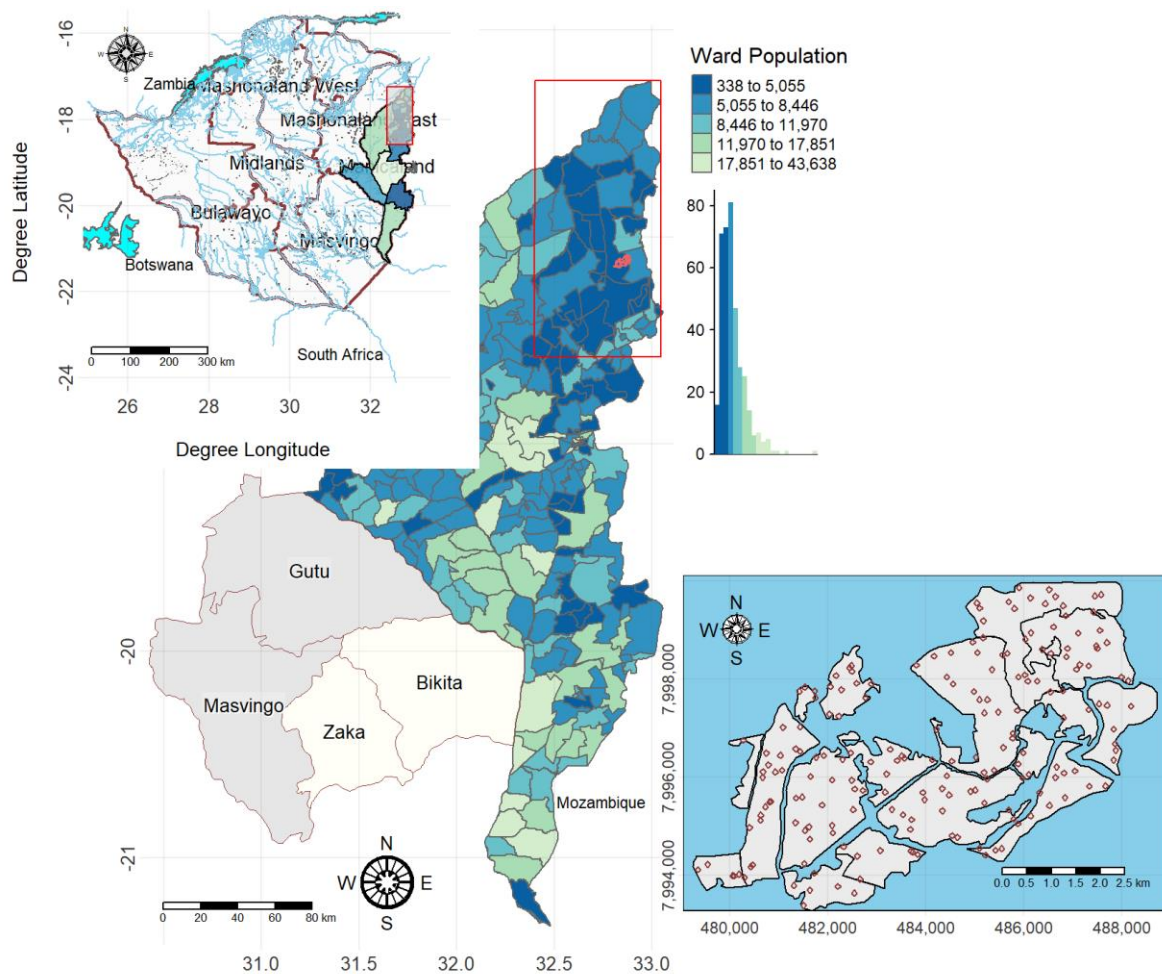 -16
-18
-20
-22
-24
Degree Latitude
N
W
E
S
Zambia
Mashonaland West
Mashonaland East
Midlands
Bulawayo
Masvingo
Botswana
South Africa
0 100 200 300 km
26 28 30 32
Degree Longitude
Ward Population
338 to 5,055
5,055 to 8,446
8,446 to 11,970
11,970 to 17,851
17,851 to 43,638
80
60
40
20
0
Gutu
Masvingo
Zaka
Bikita
Mozambique
-20
-21
N
W E
S
0 20 40 60 80 km
31.0 31.5 32.0 32.5 33.0
N
W E
S
7,998,000
7,996,000
7,994,000
0.0 0.5 1.0 1.5 2.0 2.5 km
480,000 482,000 484,000 486,000 488,000